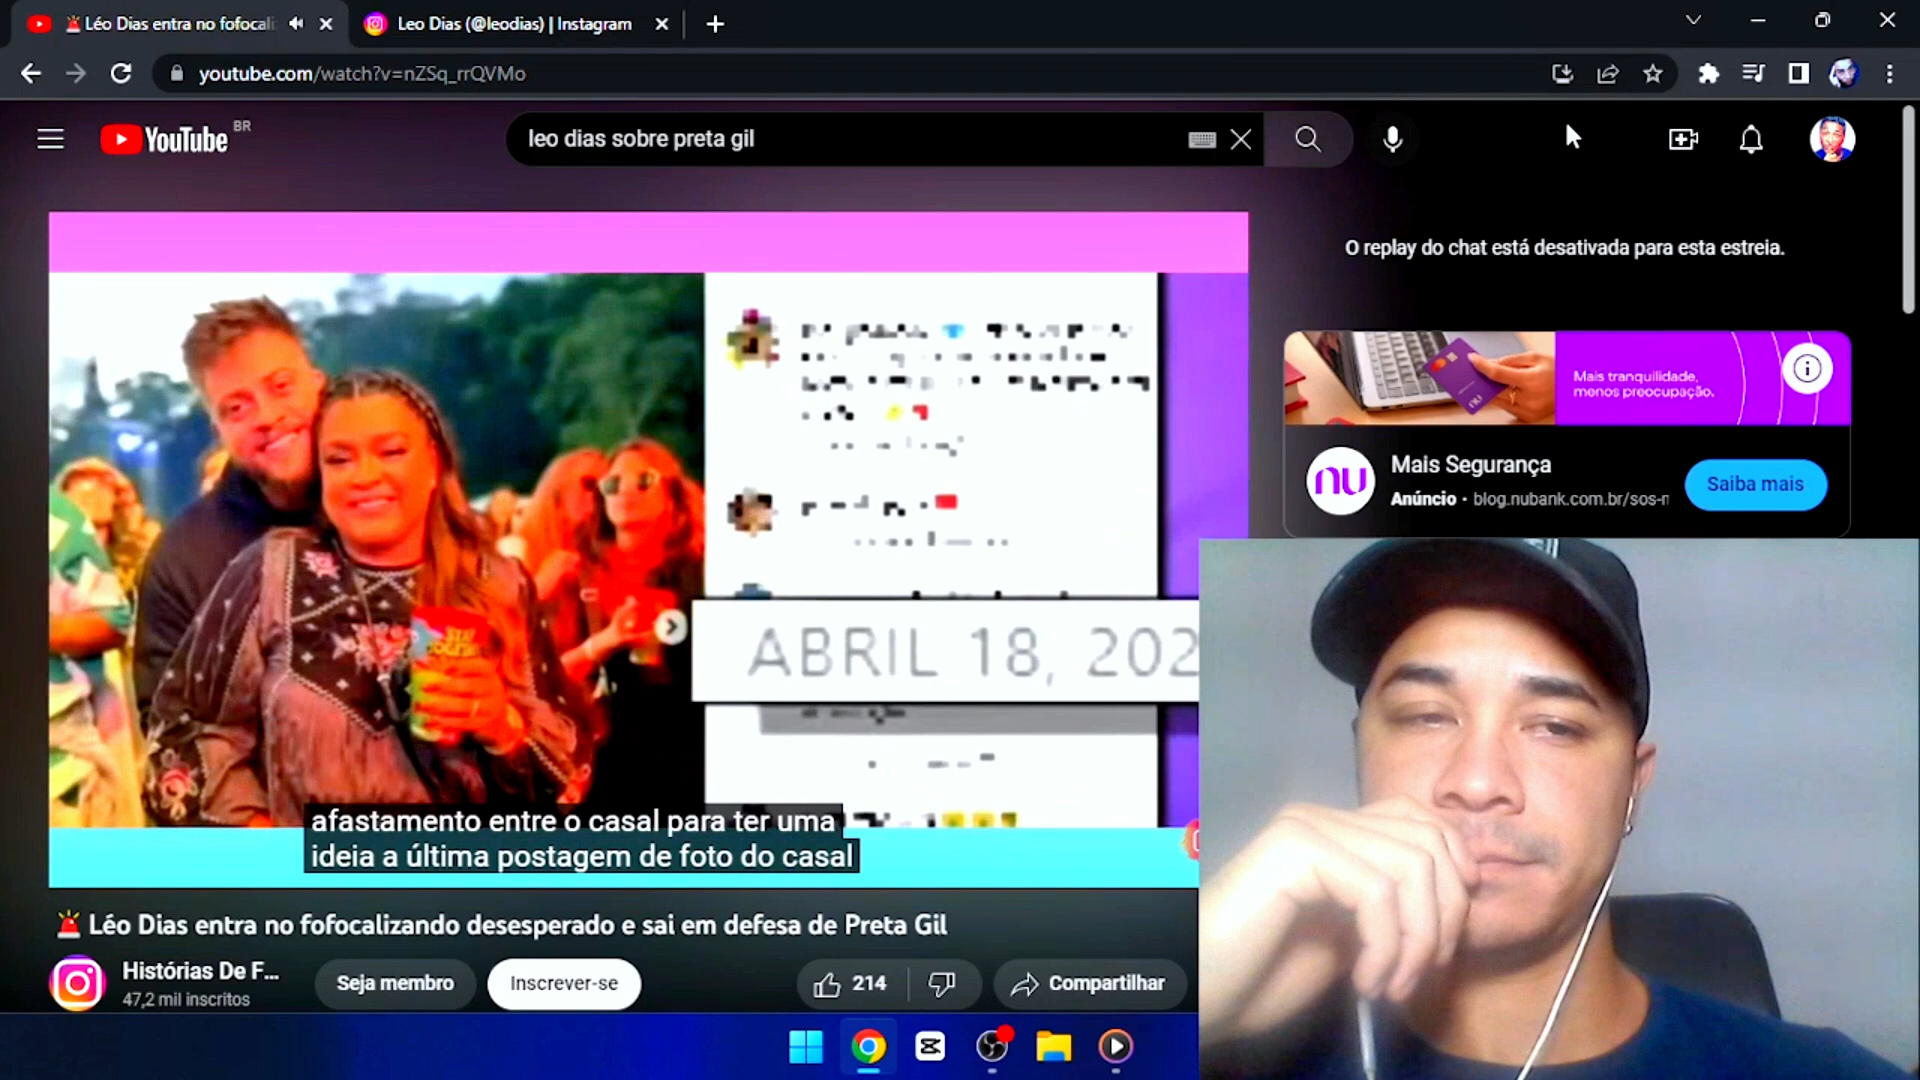 Léo Dias entra no fofocali
Leo Dias (@leodias) | Instagram
youtube.com/watch?v=nZSq_rrQVMo
YouTube BR
leo dias sobre preta gil
O replay do chat está desativada para esta estreia.
Mais tranquilidade,
menos preocupação.
nu
nu
Mais Segurança
Anúncio · blog.nubank.com.br/sos-n
Saiba mais
ABRIL 18, 202
afastamento entre o casal para ter uma
ideia a última postagem de foto do casal
Léo Dias entra no fofocalizando desesperado e sai em defesa de Preta Gil
Histórias De F...
47,2 mil inscritos
Seja membro
Inscrever-se
214
Compartilhar